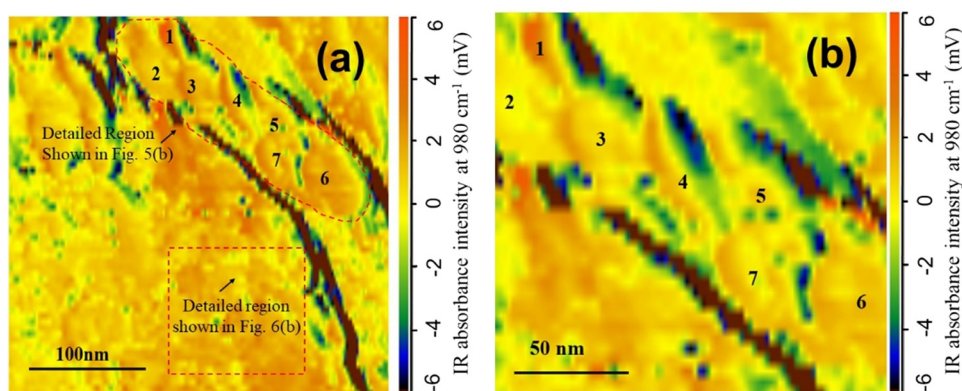 (a)
1
2
3
4
5
7
6
Detailed Region
Shown in Fig. 5(b)
Detailed region
shown in Fig. 6(b)
100nm
6
4
2
0
-2
-4
-6
IR absorbance intensity at 980 cm⁻¹ (mV)
(b)
1
2
3
4
5
7
6
50 nm
6
4
2
0
-2
-4
-6
IR absorbance intensity at 980 cm⁻¹ (mV)